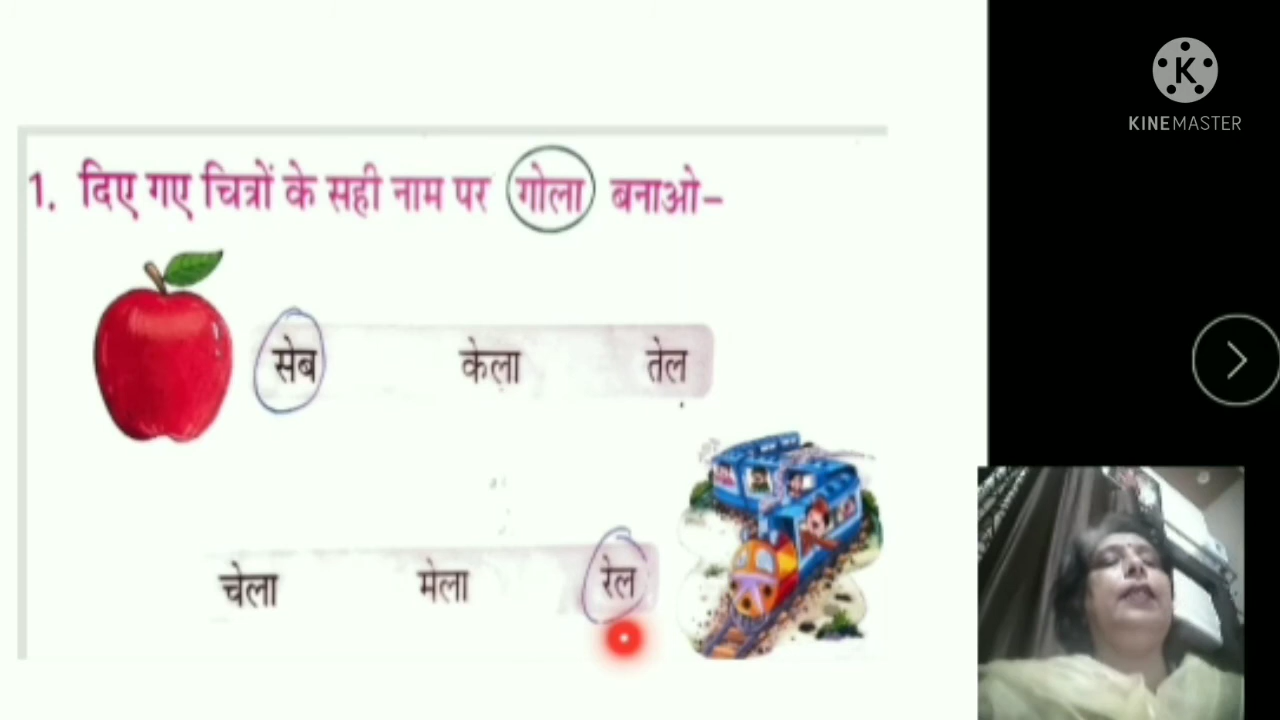 KINEMASTER
1. दिए गए चित्रों के सही नाम पर गोला बनाओ–
सेब केला तेल
चेला मेला रेल